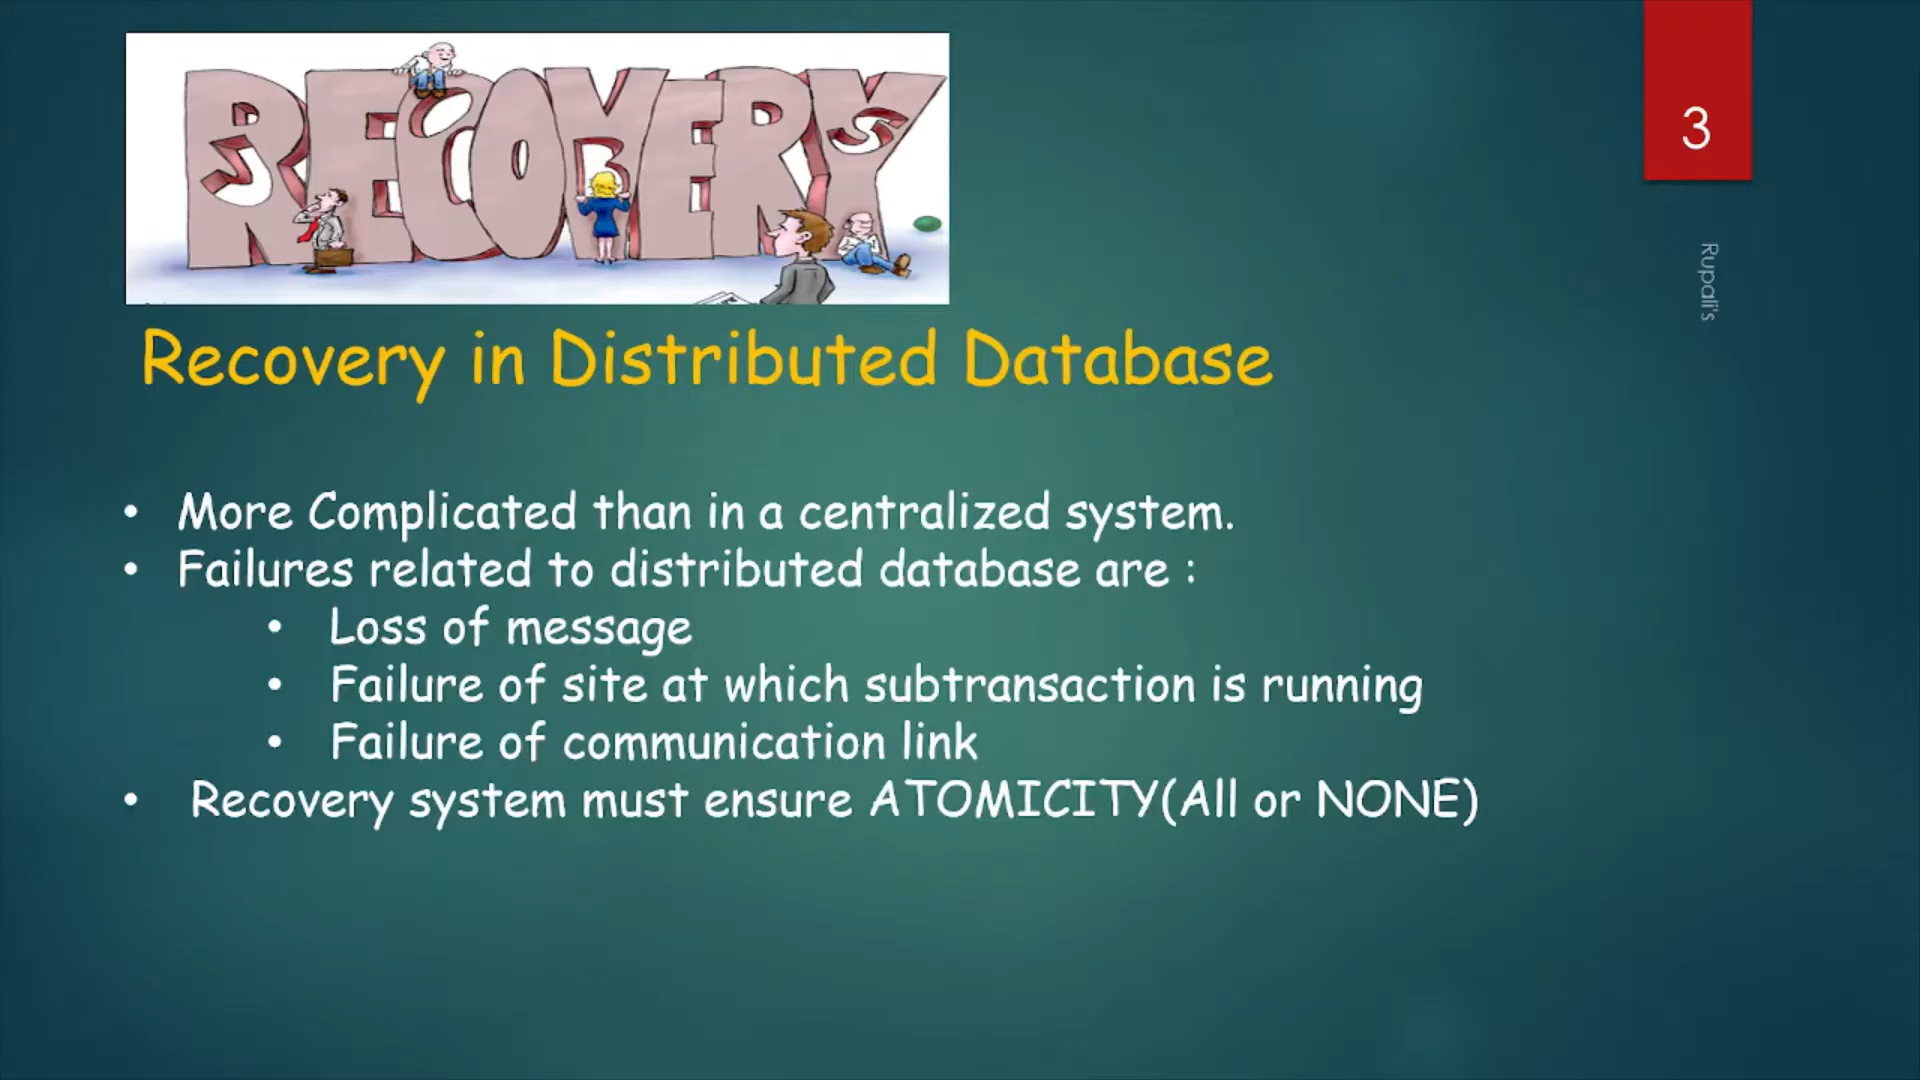 RECOVERY
JOBS
3
Rupali's
Recovery in Distributed Database
• More Complicated than in a centralized system.
• Failures related to distributed database are :
• Loss of message
• Failure of site at which subtransaction is running
• Failure of communication link
• Recovery system must ensure ATOMICITY(All or NONE)